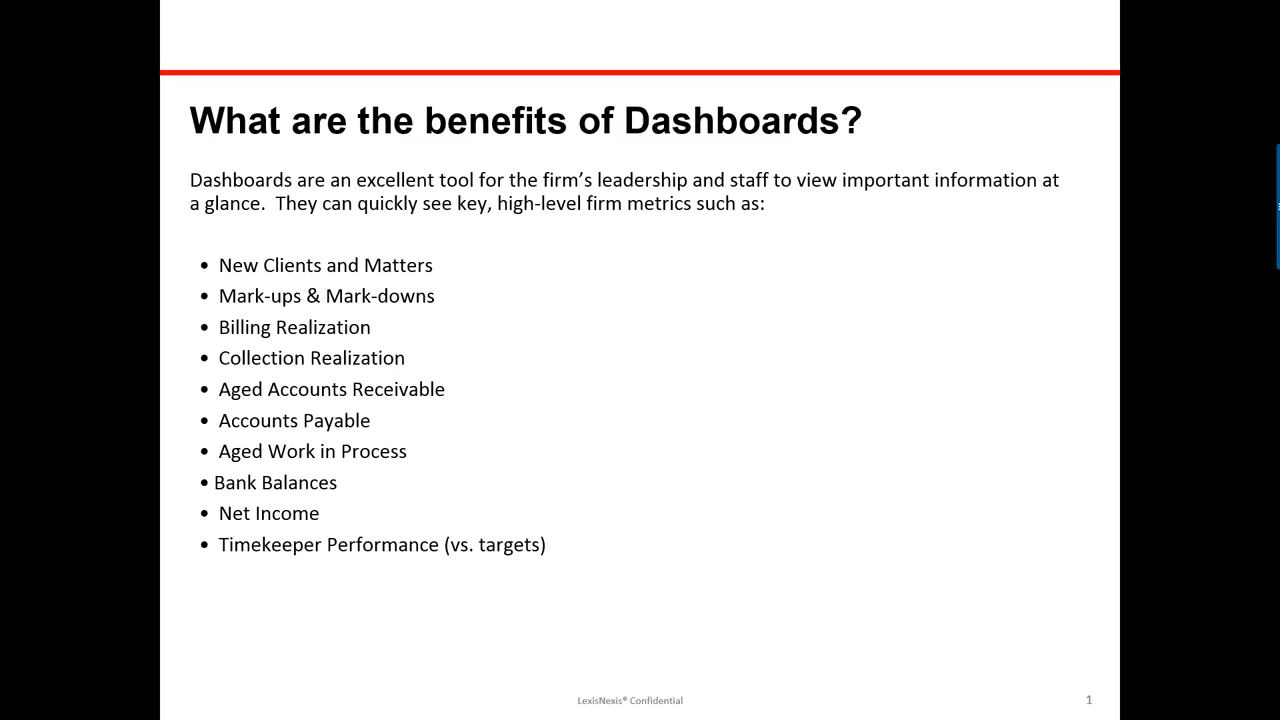 What are the benefits of Dashboards?
Dashboards are an excellent tool for the firm’s leadership and staff to view important information at
a glance.  They can quickly see key, high-level firm metrics such as:
• New Clients and Matters
• Mark-ups & Mark-downs
• Billing Realization
• Collection Realization
• Aged Accounts Receivable
• Accounts Payable
• Aged Work in Process
• Bank Balances
• Net Income
• Timekeeper Performance (vs. targets)
LexisNexis® Confidential
1